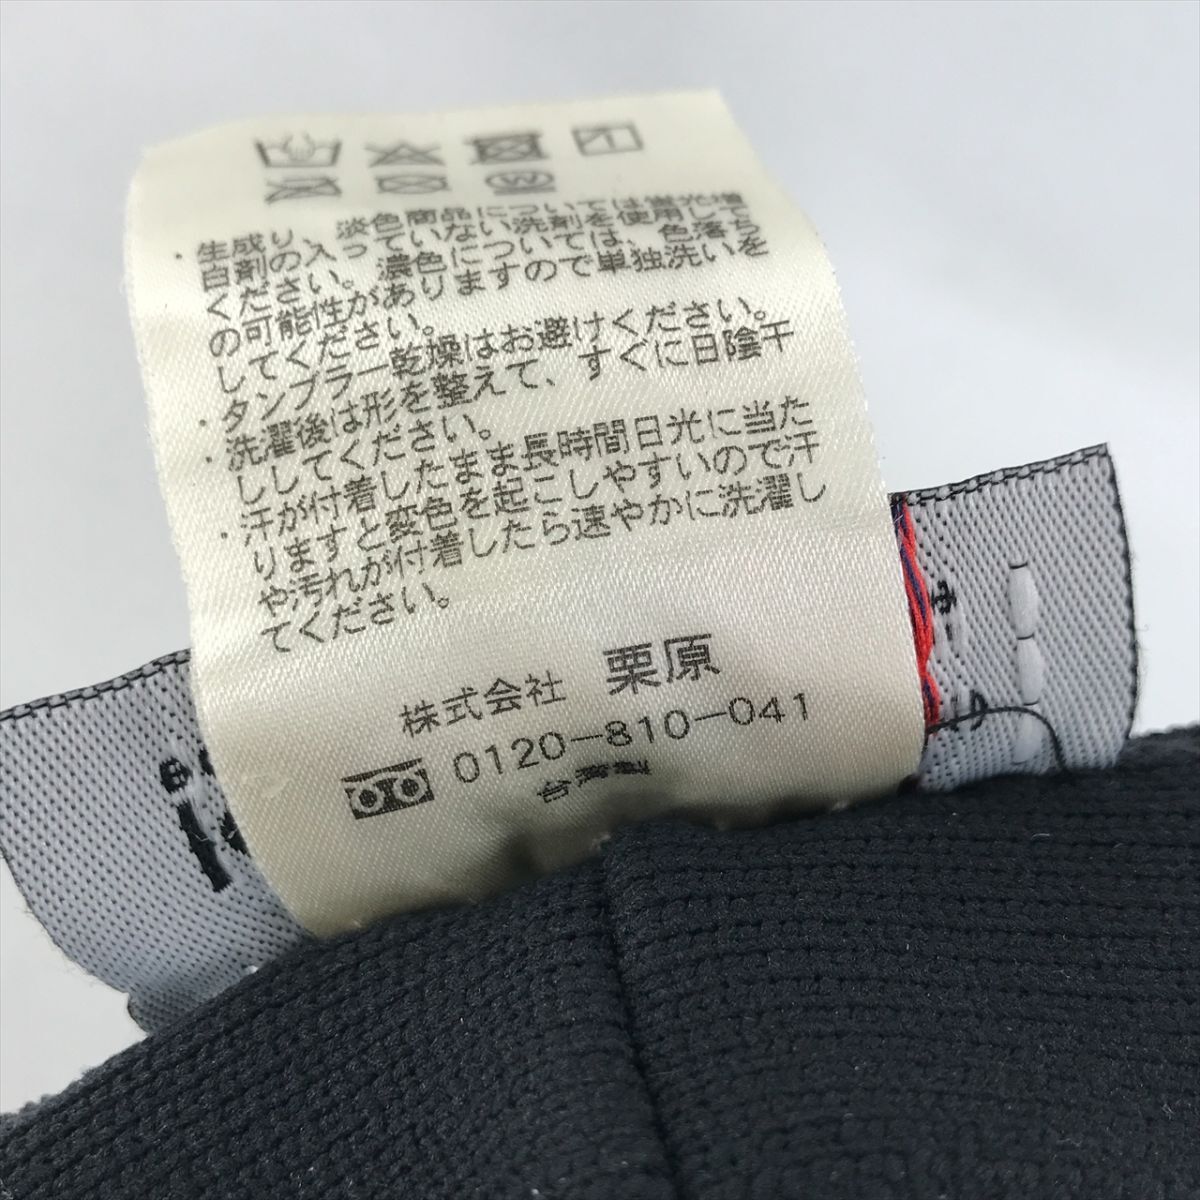 ・生成り、淡色商品については蛍光増
白剤の入っていない洗剤を使用して
ください。濃色については、色落ち
の可能性がありますので単独洗いを
してください。
・タンブラー乾燥はお避けください。
・洗濯後は形を整えて、すぐに日陰干
ししてください。
・汗が付着したまま長時間日光に当た
りますと変色を起こしやすいので汗
や汚れが付着したら速やかに洗濯し
てください。
株式会社 栗原
0120-810-041